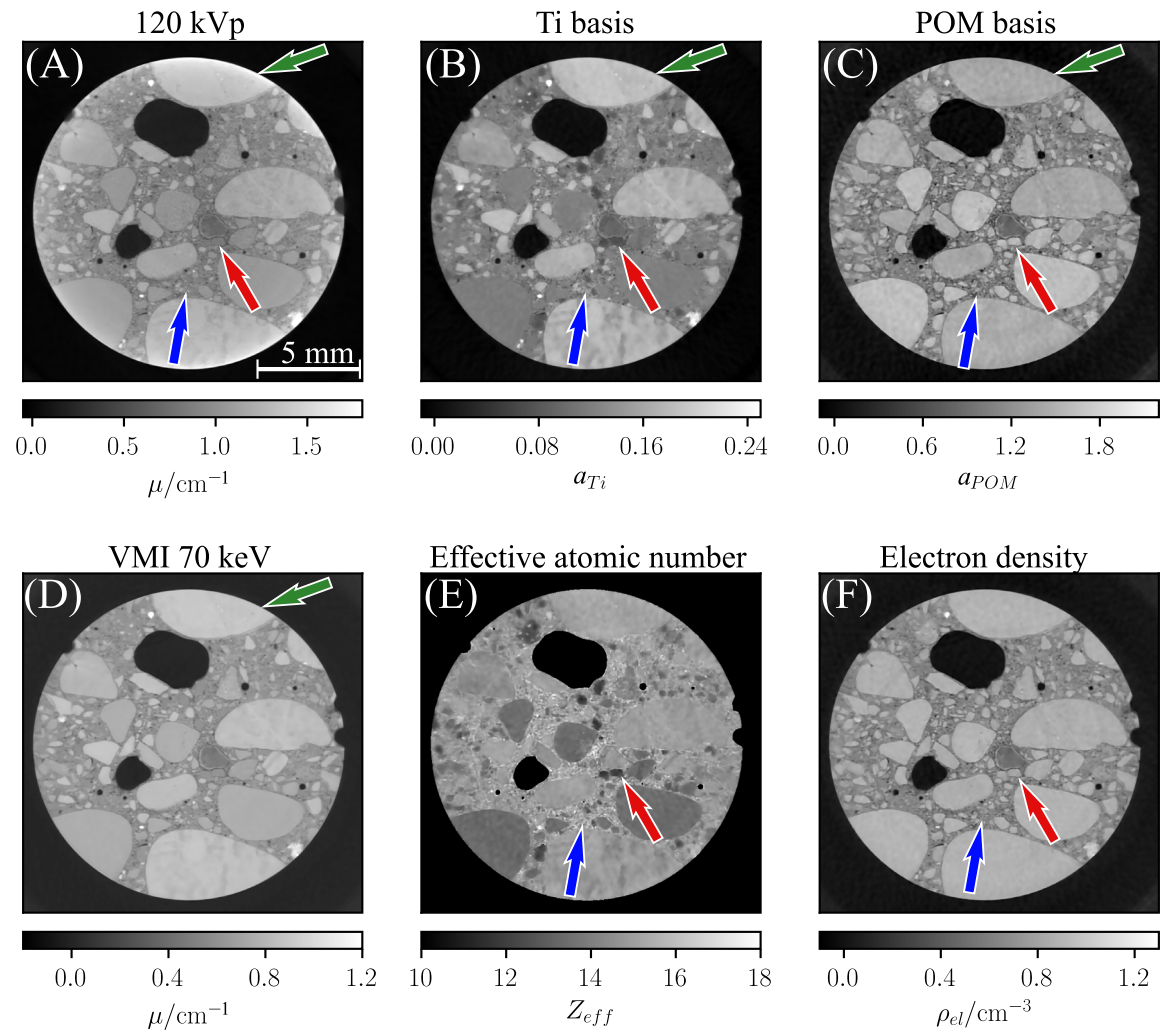 120 kVp Ti basis POM basis
(A) (B) (C)
5 mm
0.0 0.5 1.0 1.5 0.00 0.08 0.16 0.24 0.0 0.6 1.2 1.8
μ/cm⁻¹ a_Ti a_POM
VMI 70 keV Effective atomic number Electron density
(D) (E) (F)
0.0 0.4 0.8 1.2 10 12 14 16 18 0.0 0.4 0.8 1.2
μ/cm⁻¹ Z_eff ρ_el/cm⁻³